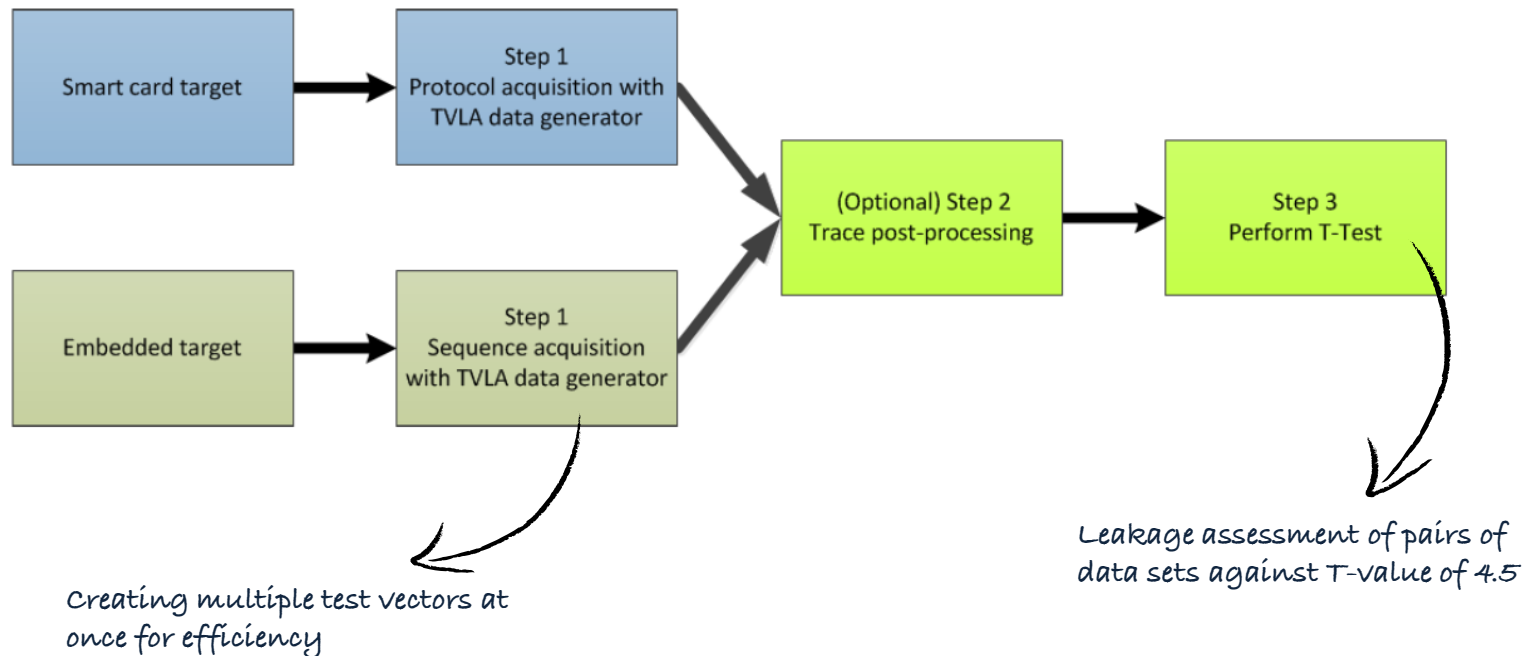 Smart card target
Step 1
Protocol acquisition with
TVLA data generator
(Optional) Step 2
Trace post-processing
Step 3
Perform T-Test
Embedded target
Step 1
Sequence acquisition
with TVLA data generator
Leakage assessment of pairs of
data sets against T-value of 4.5
Creating multiple test vectors at
once for efficiency